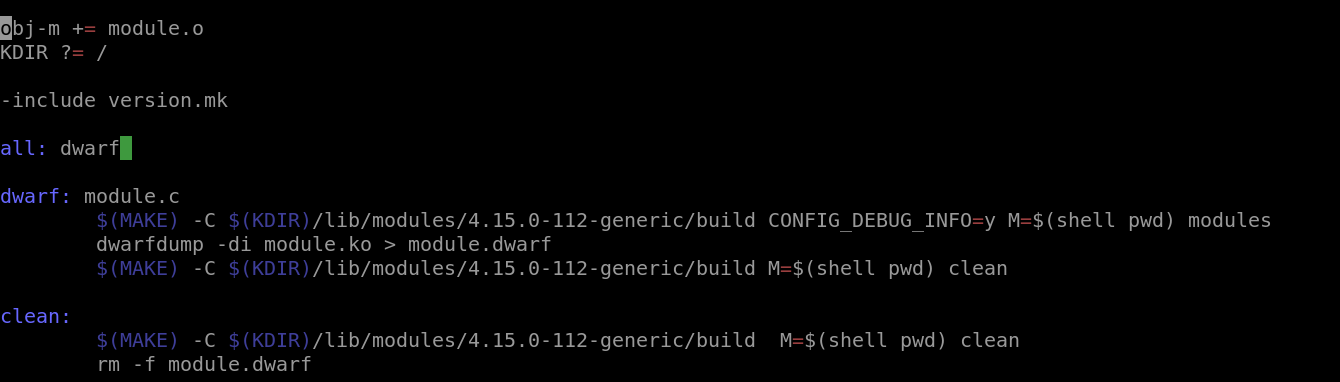 obj-m += module.o
KDIR ?= /
-include version.mk
all: dwarf
dwarf: module.c
$(MAKE) -C $(KDIR)/lib/modules/4.15.0-112-generic/build CONFIG_DEBUG_INFO=y M=$(shell pwd) modules
dwarfdump -di module.ko > module.dwarf
$(MAKE) -C $(KDIR)/lib/modules/4.15.0-112-generic/build M=$(shell pwd) clean
clean:
$(MAKE) -C $(KDIR)/lib/modules/4.15.0-112-generic/build  M=$(shell pwd) clean
rm -f module.dwarf